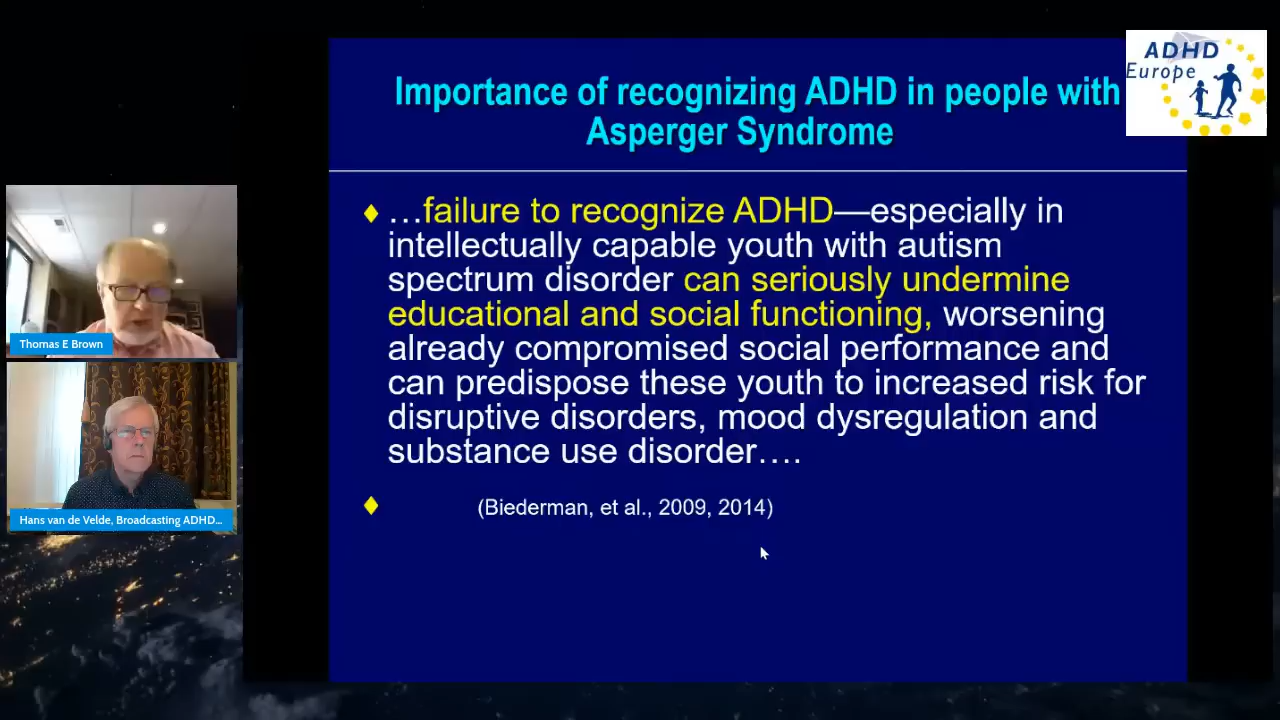 ADHD
Europe
Importance of recognizing ADHD in people with
Asperger Syndrome
…failure to recognize ADHD—especially in
intellectually capable youth with autism
spectrum disorder can seriously undermine
educational and social functioning, worsening
already compromised social performance and
can predispose these youth to increased risk for
disruptive disorders, mood dysregulation and
substance use disorder….
(Biederman, et al., 2009, 2014)
Thomas E Brown
Hans van de Velde, Broadcasting ADHD...